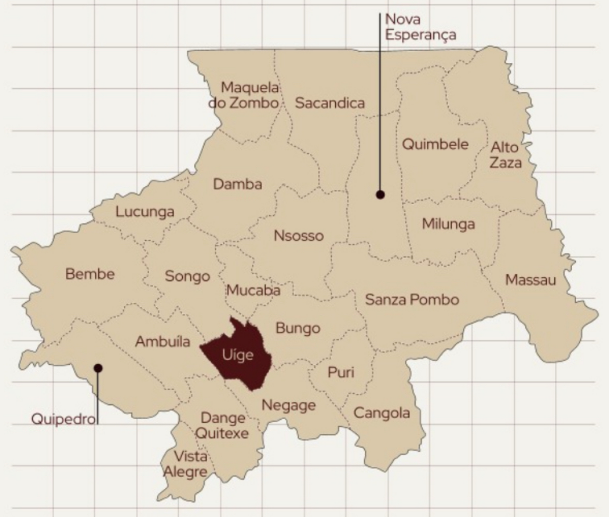 Nova
Esperança
Maquela
do Zombo
Sacandica
Quimbele
Alto
Zaza
Damba
Lucunga
Milunga
Nsosso
Bembe
Songo
Massau
Mucaba
Sanza Pombo
Bungo
Ambuíla
Uíge
Puri
Negage
Cangola
Quipedro
Dange
Quitexe
Vista
Alegre